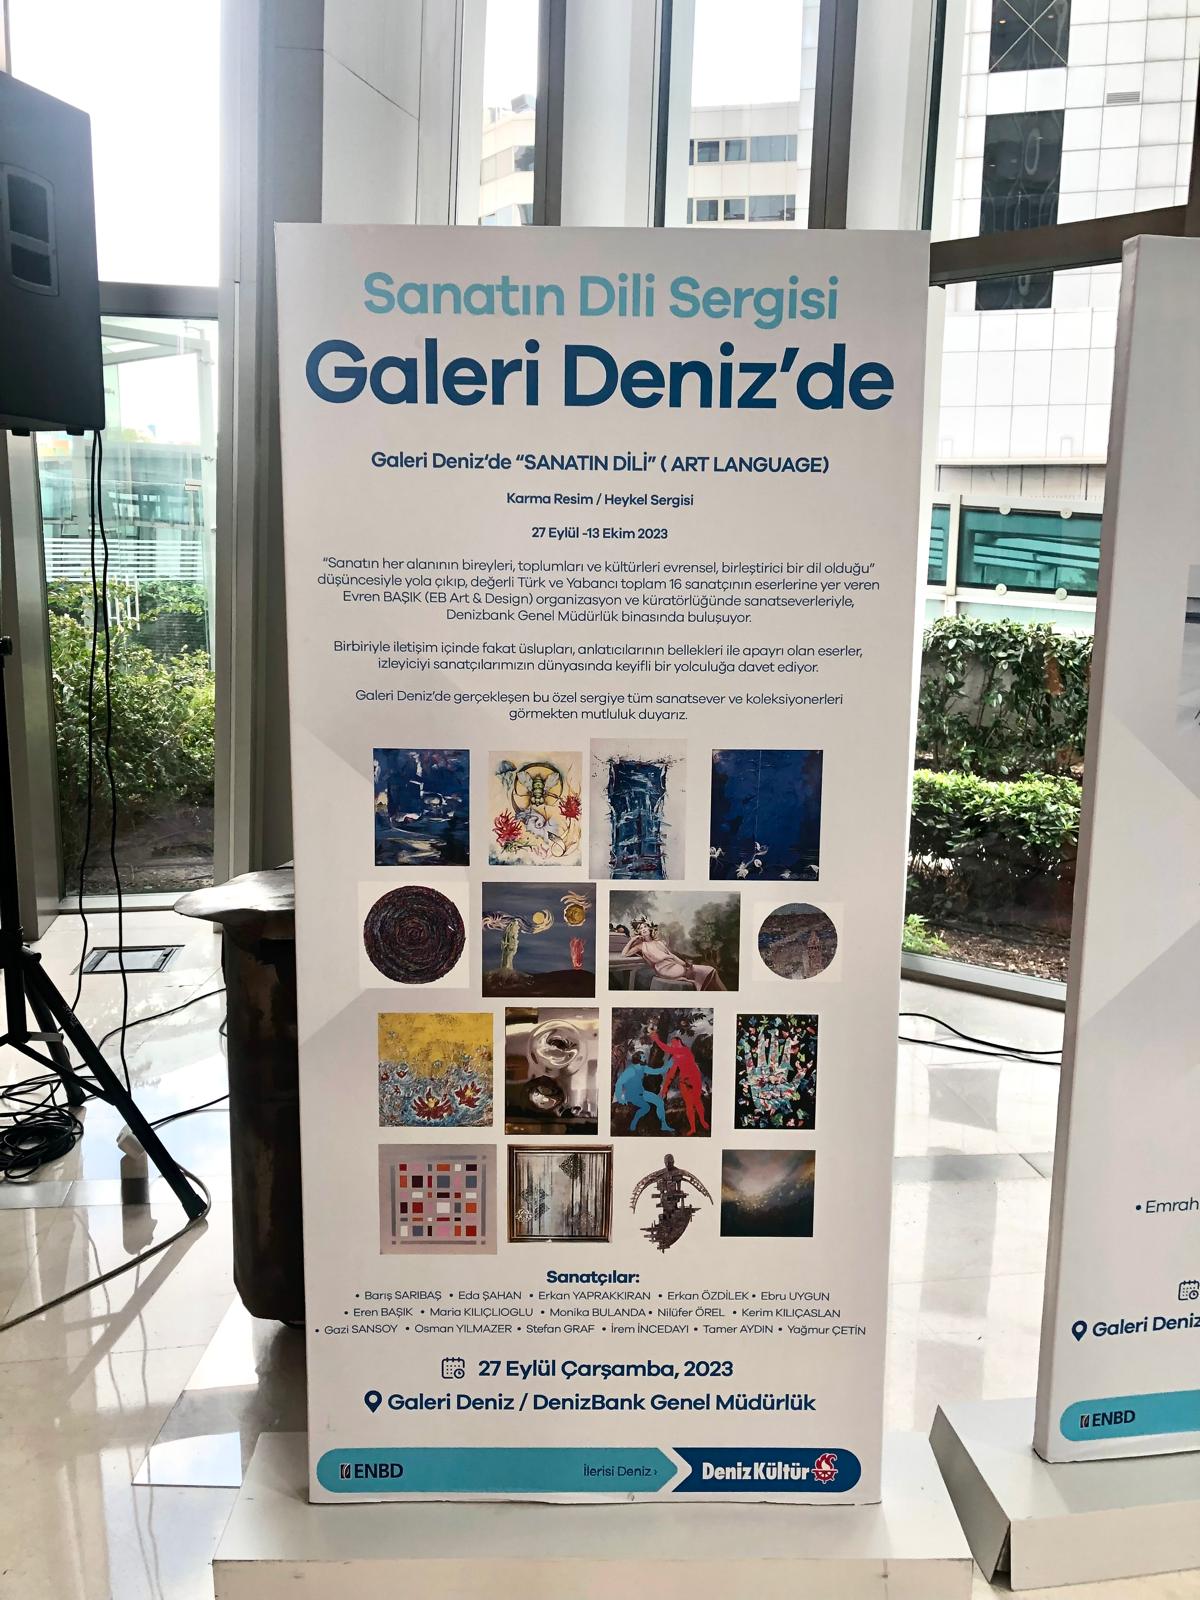 Sanatın Dili Sergisi
Galeri Deniz'de
Galeri Deniz'de "SANATIN DİLİ" ( ART LANGUAGE)
Karma Resim / Heykel Sergisi
27 Eylül -13 Ekim 2023
"Sanatın her alanının bireyleri, toplumları ve kültürleri evrensel, birleştirici bir dil olduğu"
düşüncesiyle yola çıkıp, değerli Türk ve Yabancı toplam 16 sanatçının eserlerine yer veren
Evren BAŞIK (EB Art & Design) organizasyon ve küratörlüğünde sanatseverleriyle,
Denizbank Genel Müdürlük binasında buluşuyor.
Birbiriyle iletişim içinde fakat üslupları, anlatıcılarının bellekleri ile apayrı olan eserler,
izleyiciyi sanatçılarımızın dünyasında keyifli bir yolculuğa davet ediyor.
Galeri Deniz'de gerçekleşen bu özel sergiye tüm sanatsever ve koleksiyonerleri
görmekten mutluluk duyarız.
Sanatçılar:
• Barış SARIBAŞ • Eda ŞAHAN • Erkan YAPRAKKIRAN • Erkan ÖZDİLEK • Ebru UYGUN
• Eren BAŞIK • Maria KILIÇLIOGLU • Monika BULANDA • Nilüfer ÖREL • Kerim KILIÇASLAN
• Gazi SANSOY • Osman YILMAZER • Stefan GRAF • İrem İNCEDAYI • Tamer AYDIN • Yağmur ÇETİN
27 Eylül Çarşamba, 2023
Galeri Deniz / DenizBank Genel Müdürlük
ENBD
İlerisi Deniz ›
DenizKültür
• Emrah
Galeri Deniz
ENBD